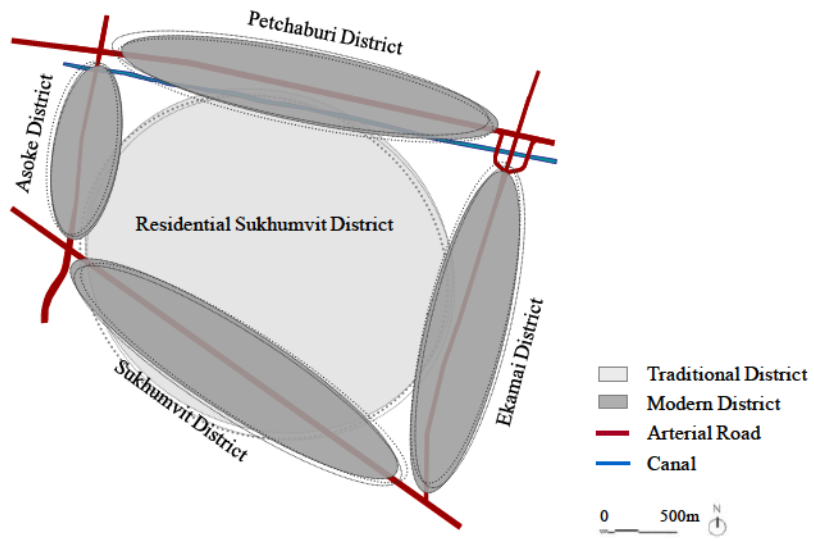 Petchaburi District
Asoke District
Residential Sukhumvit District
Sukhumvit District
Ekamai District
Traditional District
Modern District
Arterial Road
Canal
0 500m
N